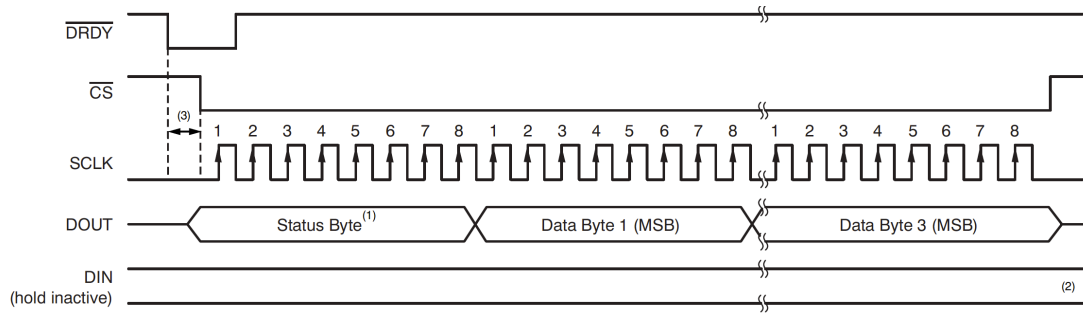 DRDY
CS
(3)
1 2 3 4 5 6 7 8 1 2 3 4 5 6 7 8 1 2 3 4 5 6 7 8
SCLK
DOUT Status Byte(1) Data Byte 1 (MSB) Data Byte 3 (MSB)
DIN
(hold inactive)
(2)